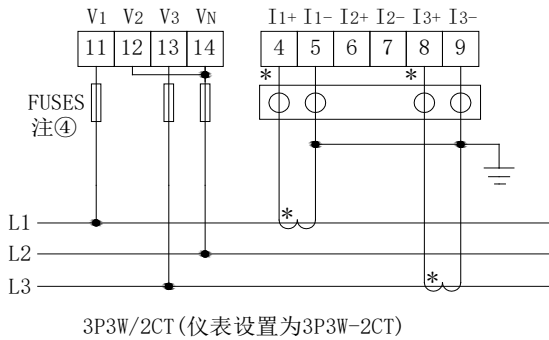 V1 V2 V3 VN I1+ I1- I2+ I2- I3+ I3-
11 12 13 14 4 5 6 7 8 9
* *
FUSES
注④
L1 *
L2
L3 *
3P3W/2CT(仪表设置为3P3W-2CT)